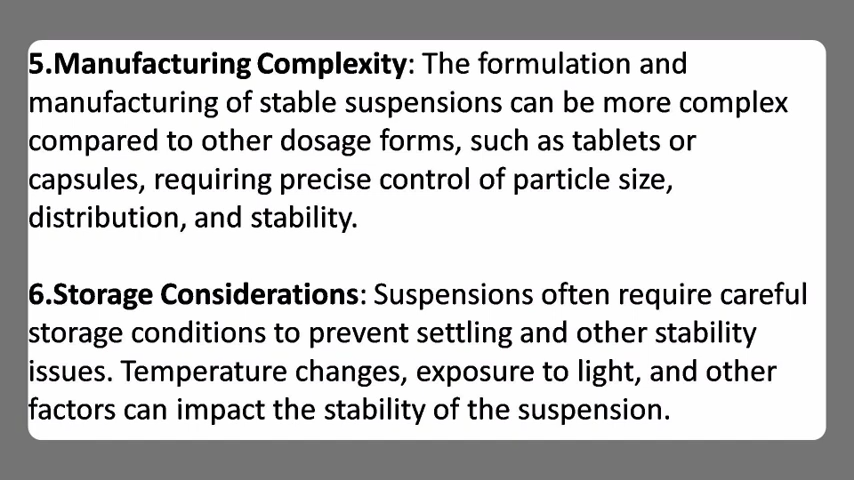 5.Manufacturing Complexity: The formulation and
manufacturing of stable suspensions can be more complex
compared to other dosage forms, such as tablets or
capsules, requiring precise control of particle size,
distribution, and stability.
6.Storage Considerations: Suspensions often require careful
storage conditions to prevent settling and other stability
issues. Temperature changes, exposure to light, and other
factors can impact the stability of the suspension.